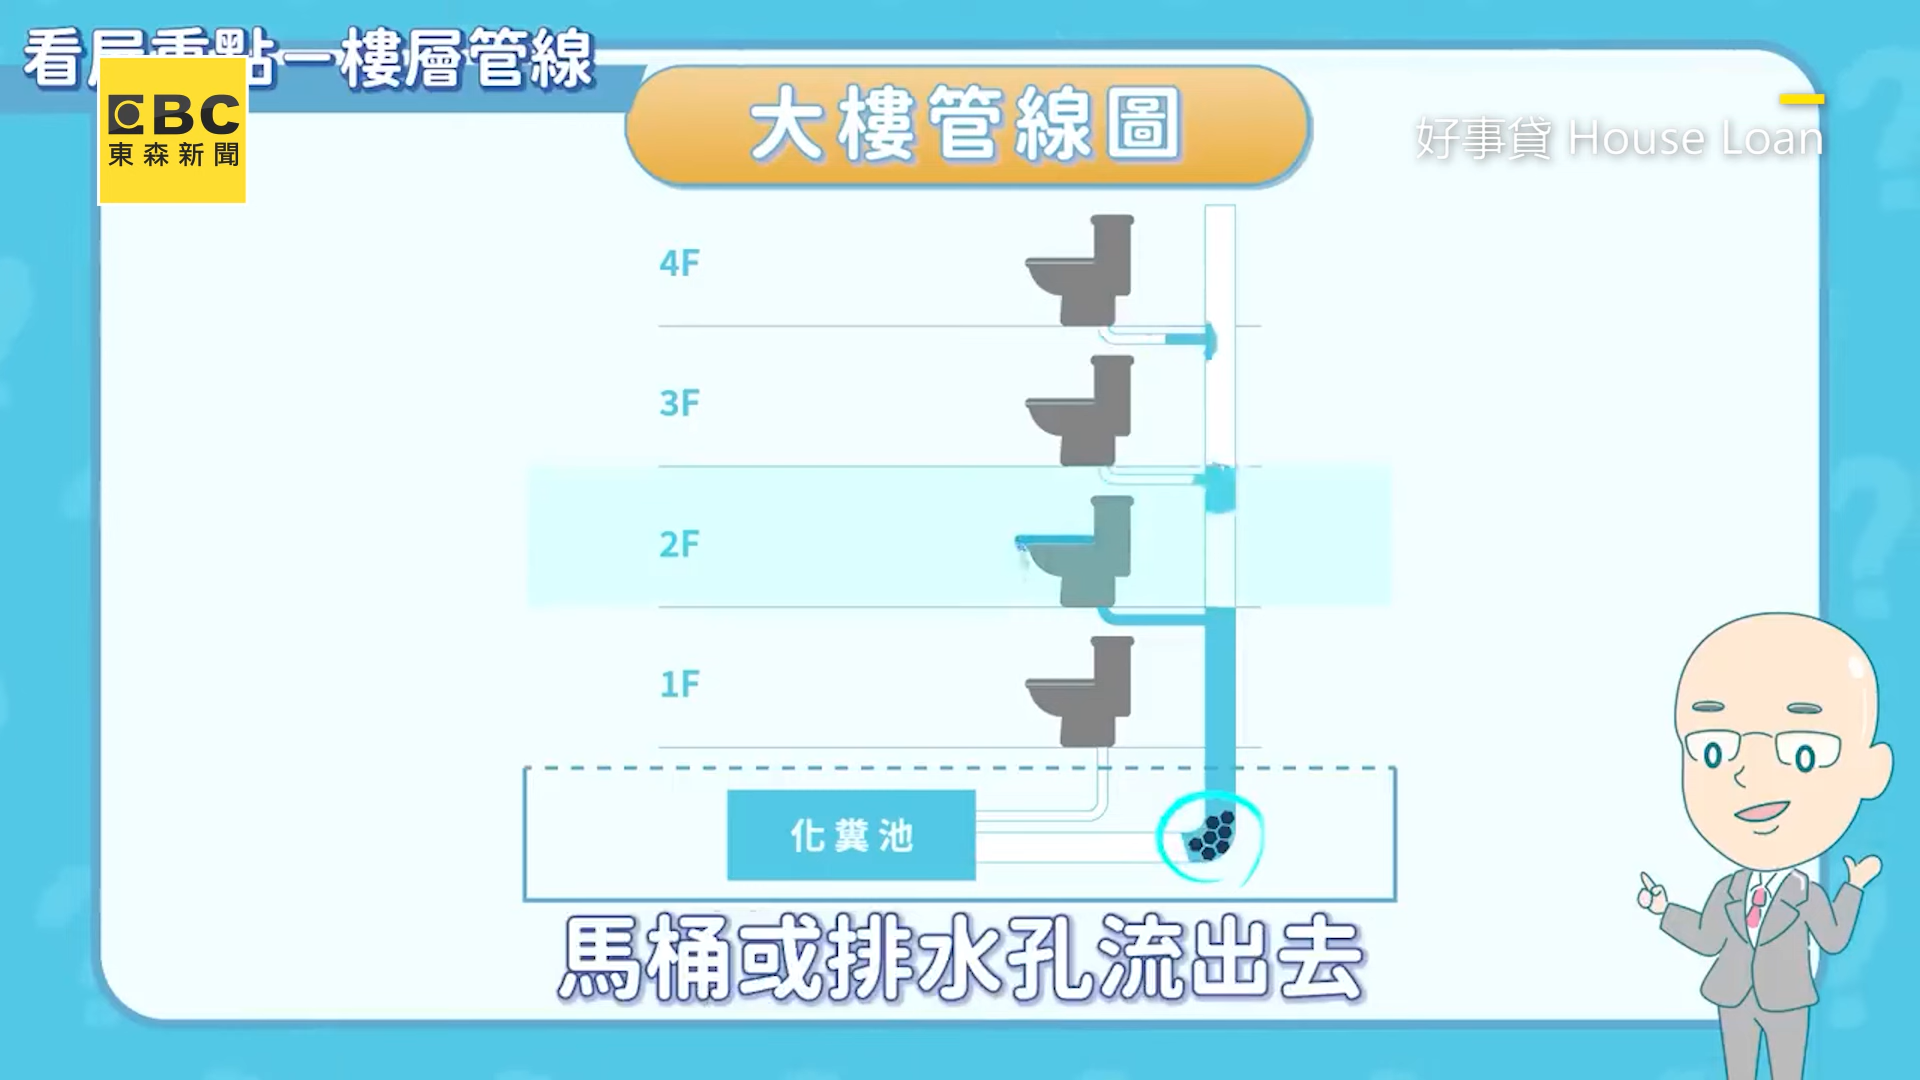 看屋重點—樓層管線
EBC
東森新聞
大樓管線圖
好事貸 House Loan
4F
3F
2F
1F
化糞池
馬桶或排水孔流出去